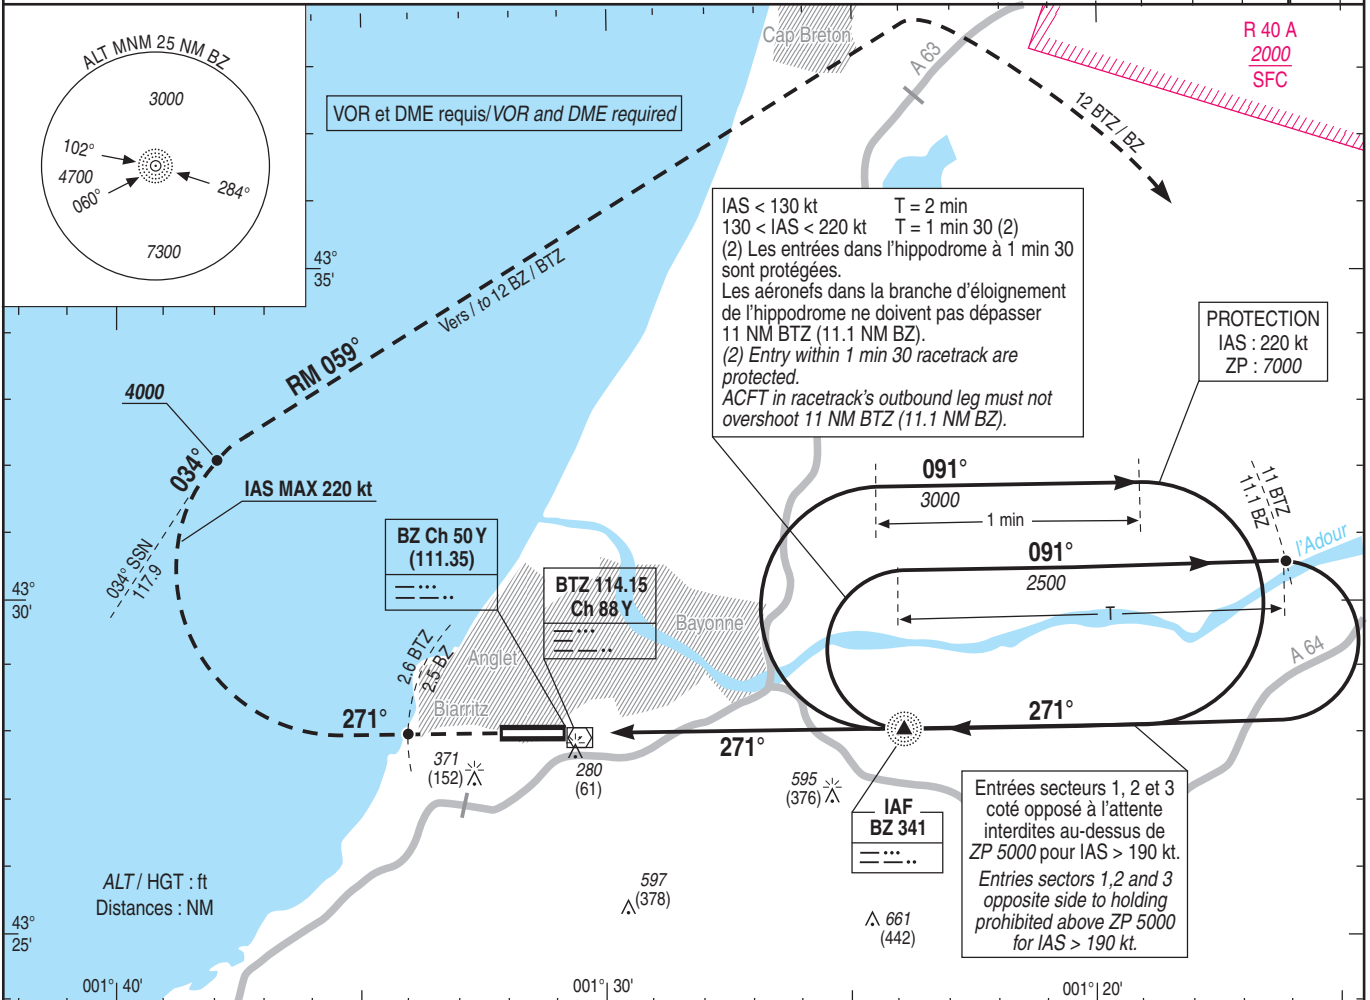 ALT MNM 25 NM BZ
3000
102°
4700
060°
284°
7300
VOR et DME requis/VOR and DME required
Cap Breton
A 63
R 40 A
2000
SFC
12 BTZ / BZ
43°
35'
Vers / to 12 BZ / BTZ
RM 059°
4000
034°
IAS MAX 220 kt
034° SSN
117.9
IAS < 130 kt T = 2 min
130 < IAS < 220 kt T = 1 min 30 (2)
(2) Les entrées dans l'hippodrome à 1 min 30
sont protégées.
Les aéronefs dans la branche d'éloignement
de l'hippodrome ne doivent pas dépasser
11 NM BTZ (11.1 NM BZ).
(2) Entry within 1 min 30 racetrack are
protected.
ACFT in racetrack's outbound leg must not
overshoot 11 NM BTZ (11.1 NM BZ).
PROTECTION
IAS : 220 kt
ZP : 7000
091°
3000
1 min
11 BTZ
11.1 BZ
l'Adour
091°
2500
T
A 64
BZ Ch 50 Y
(111.35)
BTZ 114.15
Ch 88 Y
43°
30'
Bayonne
Anglet
Biarritz
2.6 BTZ
2.5 BZ
271°
271°
271°
371
(152)
280
(61)
595
(376)
IAF
BZ 341
Entrées secteurs 1, 2 et 3
coté opposé à l'attente
interdites au-dessus de
ZP 5000 pour IAS > 190 kt.
Entries sectors 1,2 and 3
opposite side to holding
prohibited above ZP 5000
for IAS > 190 kt.
597
(378)
661
(442)
ALT / HGT : ft
Distances : NM
43°
25'
001° 40'
001° 30'
001° 20'